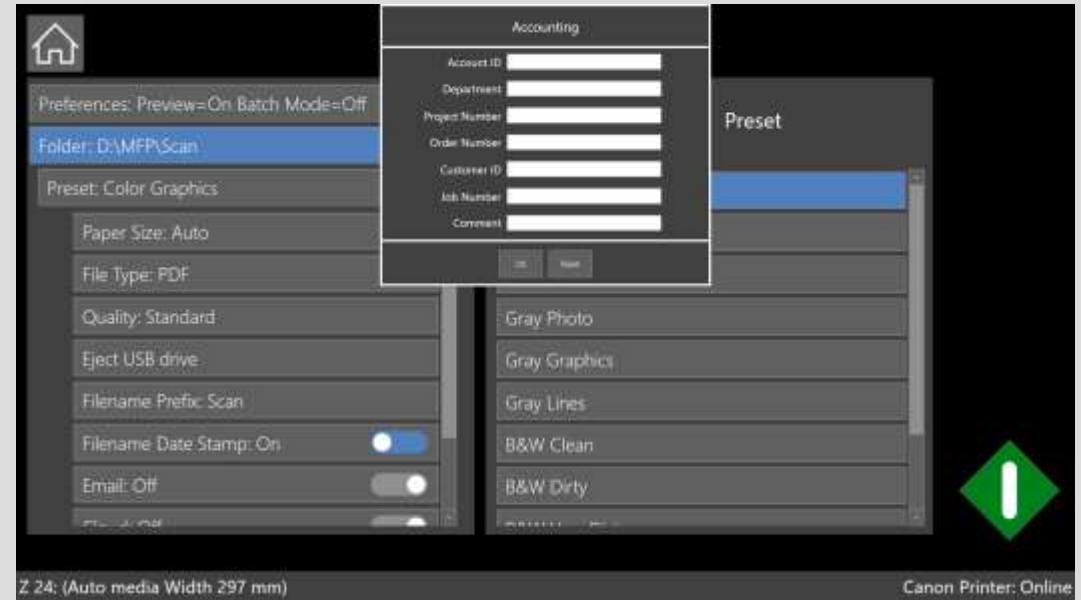 Accounting
Account ID
Department
Project Number
Order Number
Customer ID
Job Number
Comment
Preferences: Preview=On Batch Mode=Off
Folder: D:\MFP\Scan
Preset: Color Graphics
Paper Size: Auto
File Type: PDF
Quality: Standard
Eject USB drive
Filename Prefix: Scan
Filename Date Stamp: On
Email: Off
Preset
Gray Photo
Gray Graphics
Gray Lines
B&W Clean
B&W Dirty
Z 24: (Auto media Width 297 mm)
Canon Printer: Online